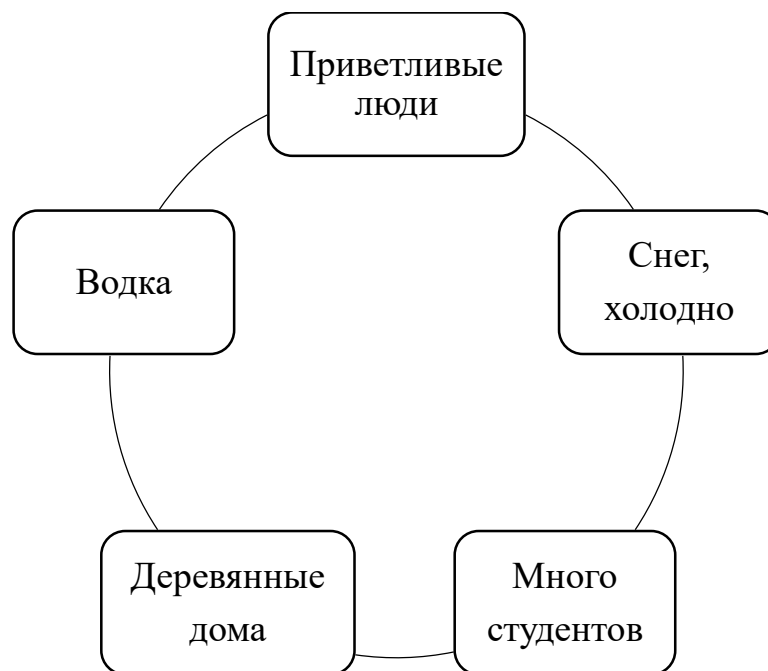 Приветливые
люди
Снег,
холодно
Много
студентов
Деревянные
дома
Водка